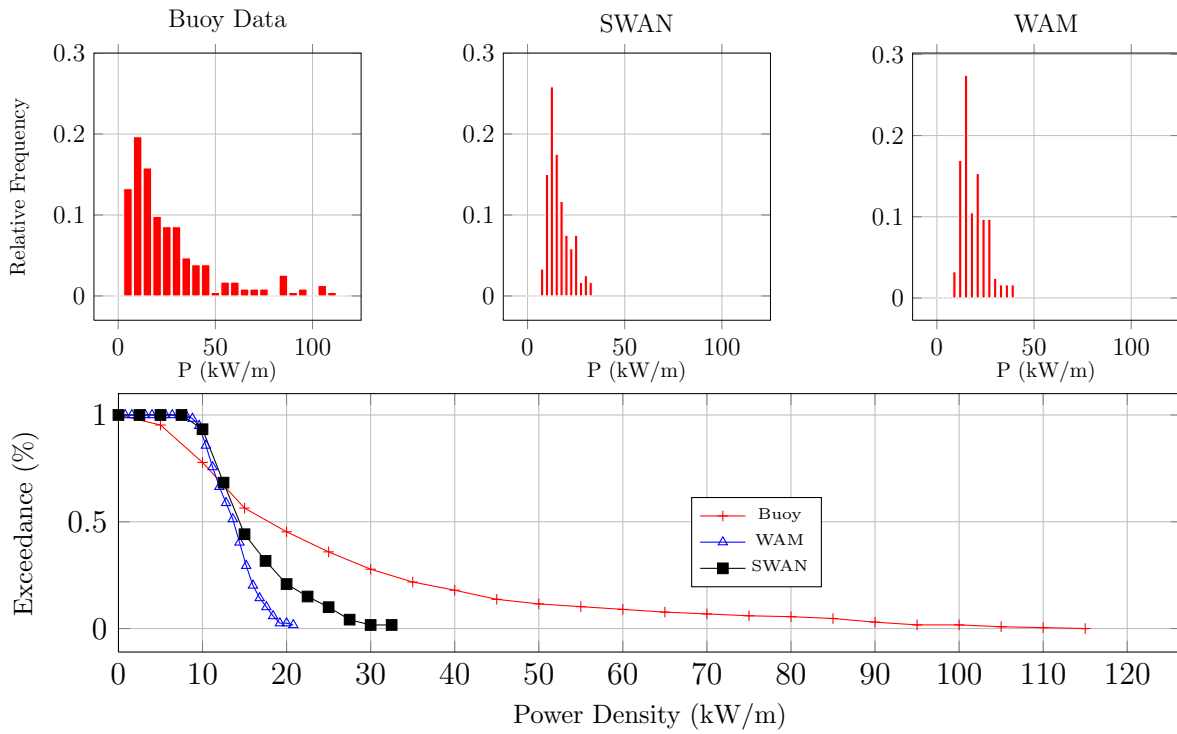 Buoy Data
SWAN
WAM
Relative Frequency
0.3
0.2
0.1
0
0 50 100
P (kW/m)
0.3
0.2
0.1
0
0 50 100
P (kW/m)
0.3
0.2
0.1
0
0 50 100
P (kW/m)
Exceedance (%)
1
0.5
0
Buoy
WAM
SWAN
0 10 20 30 40 50 60 70 80 90 100 110 120
Power Density (kW/m)